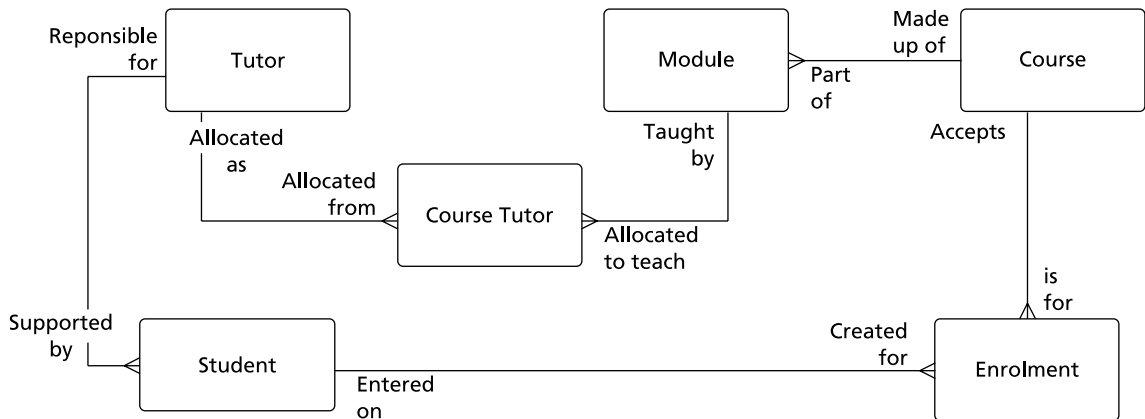 Reponsible
for
Tutor
Module
Made
up of
Part
of
Course
Allocated
as
Allocated
from
Course Tutor
Taught
by
Allocated
to teach
Accepts
is
for
Supported
by
Student
Entered
on
Created
for
Enrolment